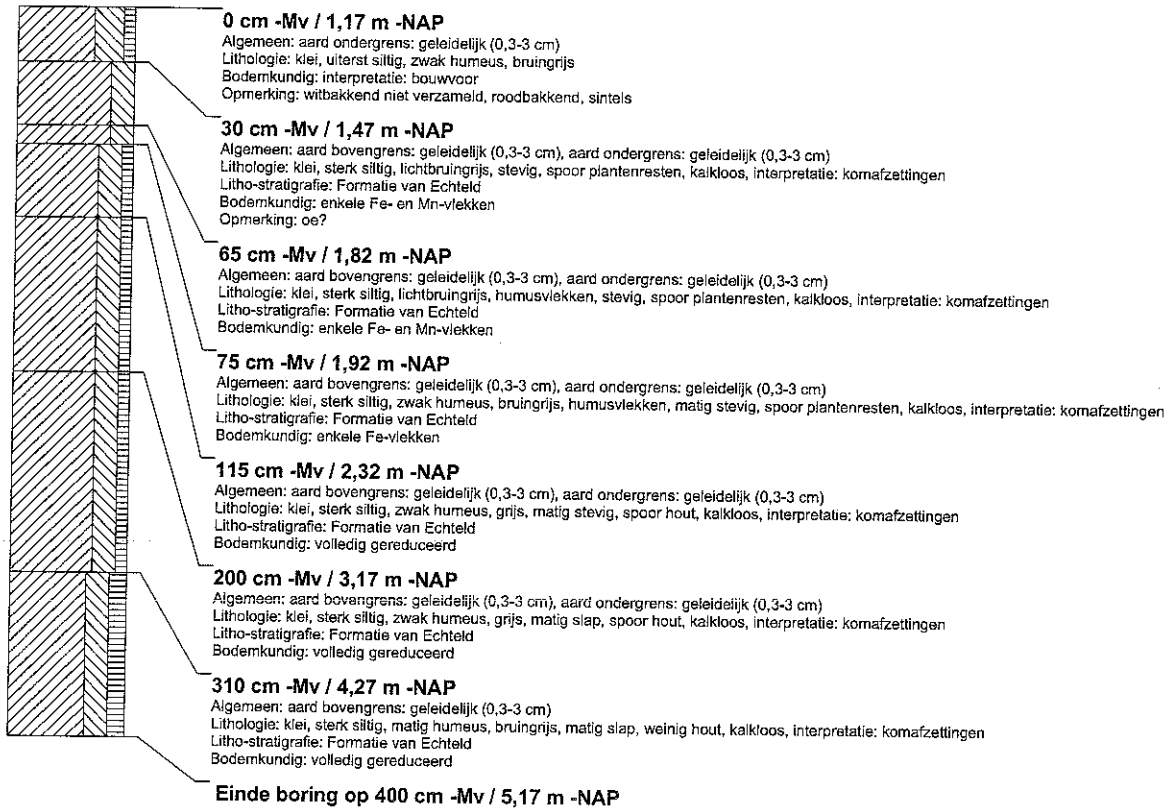 0 cm -Mv / 1,17 m -NAP
Algemeen: aard ondergrens: geleidelijk (0,3-3 cm)
Lithologie: klei, uiterst siltig, zwak humeus, bruingrijs
Bodemkundig: interpretatie: bouwvoor
Opmerking: witbakkend niet verzameld, roodbakkend, sintels
30 cm -Mv / 1,47 m -NAP
Algemeen: aard bovengrens: geleidelijk (0,3-3 cm), aard ondergrens: geleidelijk (0,3-3 cm)
Lithologie: klei, sterk siltig, lichtbruingrijs, stevig, spoor plantenresten, kalkloos, interpretatie: komafzettingen
Litho-stratigrafie: Formatie van Echteld
Bodemkundig: enkele Fe- en Mn-vlekken
Opmerking: oe?
65 cm -Mv / 1,82 m -NAP
Algemeen: aard bovengrens: geleidelijk (0,3-3 cm), aard ondergrens: geleidelijk (0,3-3 cm)
Lithologie: klei, sterk siltig, lichtbruingrijs, humusvlekken, stevig, spoor plantenresten, kalkloos, interpretatie: komafzettingen
Litho-stratigrafie: Formatie van Echteld
Bodemkundig: enkele Fe- en Mn-vlekken
75 cm -Mv / 1,92 m -NAP
Algemeen: aard bovengrens: geleidelijk (0,3-3 cm), aard ondergrens: geleidelijk (0,3-3 cm)
Lithologie: klei, sterk siltig, zwak humeus, bruingrijs, humusvlekken, matig stevig, spoor plantenresten, kalkloos, interpretatie: komafzettingen
Litho-stratigrafie: Formatie van Echteld
Bodemkundig: enkele Fe-vlekken
115 cm -Mv / 2,32 m -NAP
Algemeen: aard bovengrens: geleidelijk (0,3-3 cm), aard ondergrens: geleidelijk (0,3-3 cm)
Lithologie: klei, sterk siltig, zwak humeus, grijs, matig stevig, spoor hout, kalkloos, interpretatie: komafzettingen
Litho-stratigrafie: Formatie van Echteld
Bodemkundig: volledig gereduceerd
200 cm -Mv / 3,17 m -NAP
Algemeen: aard bovengrens: geleidelijk (0,3-3 cm), aard ondergrens: geleidelijk (0,3-3 cm)
Lithologie: klei, sterk siltig, zwak humeus, grijs, matig slap, spoor hout, kalkloos, interpretatie: komafzettingen
Litho-stratigrafie: Formatie van Echteld
Bodemkundig: volledig gereduceerd
310 cm -Mv / 4,27 m -NAP
Algemeen: aard bovengrens: geleidelijk (0,3-3 cm)
Lithologie: klei, sterk siltig, matig humeus, bruingrijs, matig slap, weinig hout, kalkloos, interpretatie: komafzettingen
Litho-stratigrafie: Formatie van Echteld
Bodemkundig: volledig gereduceerd
Einde boring op 400 cm -Mv / 5,17 m -NAP